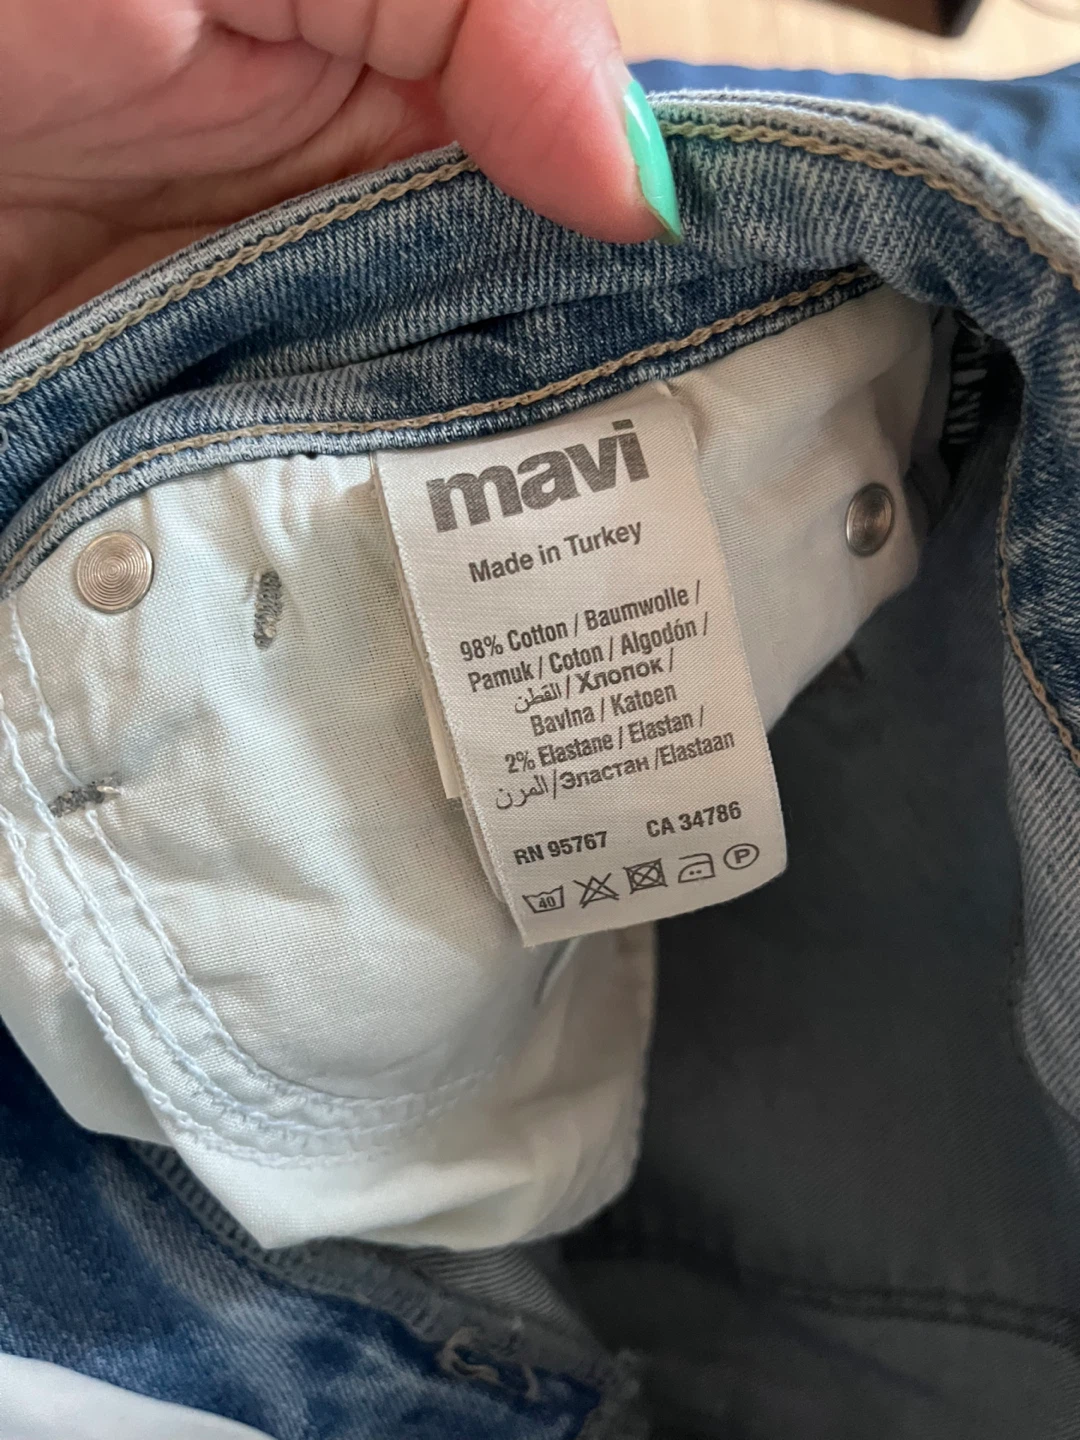 mavi
Made in Turkey
98% Cotton / Baumwolle /
Pamuk / Coton / Algodón /
القطن / Хлопок /
Bavlna / Katoen
2% Elastane / Elastan /
المرن/Эластан /Elastaan
RN 95767 CA 34786
40 P